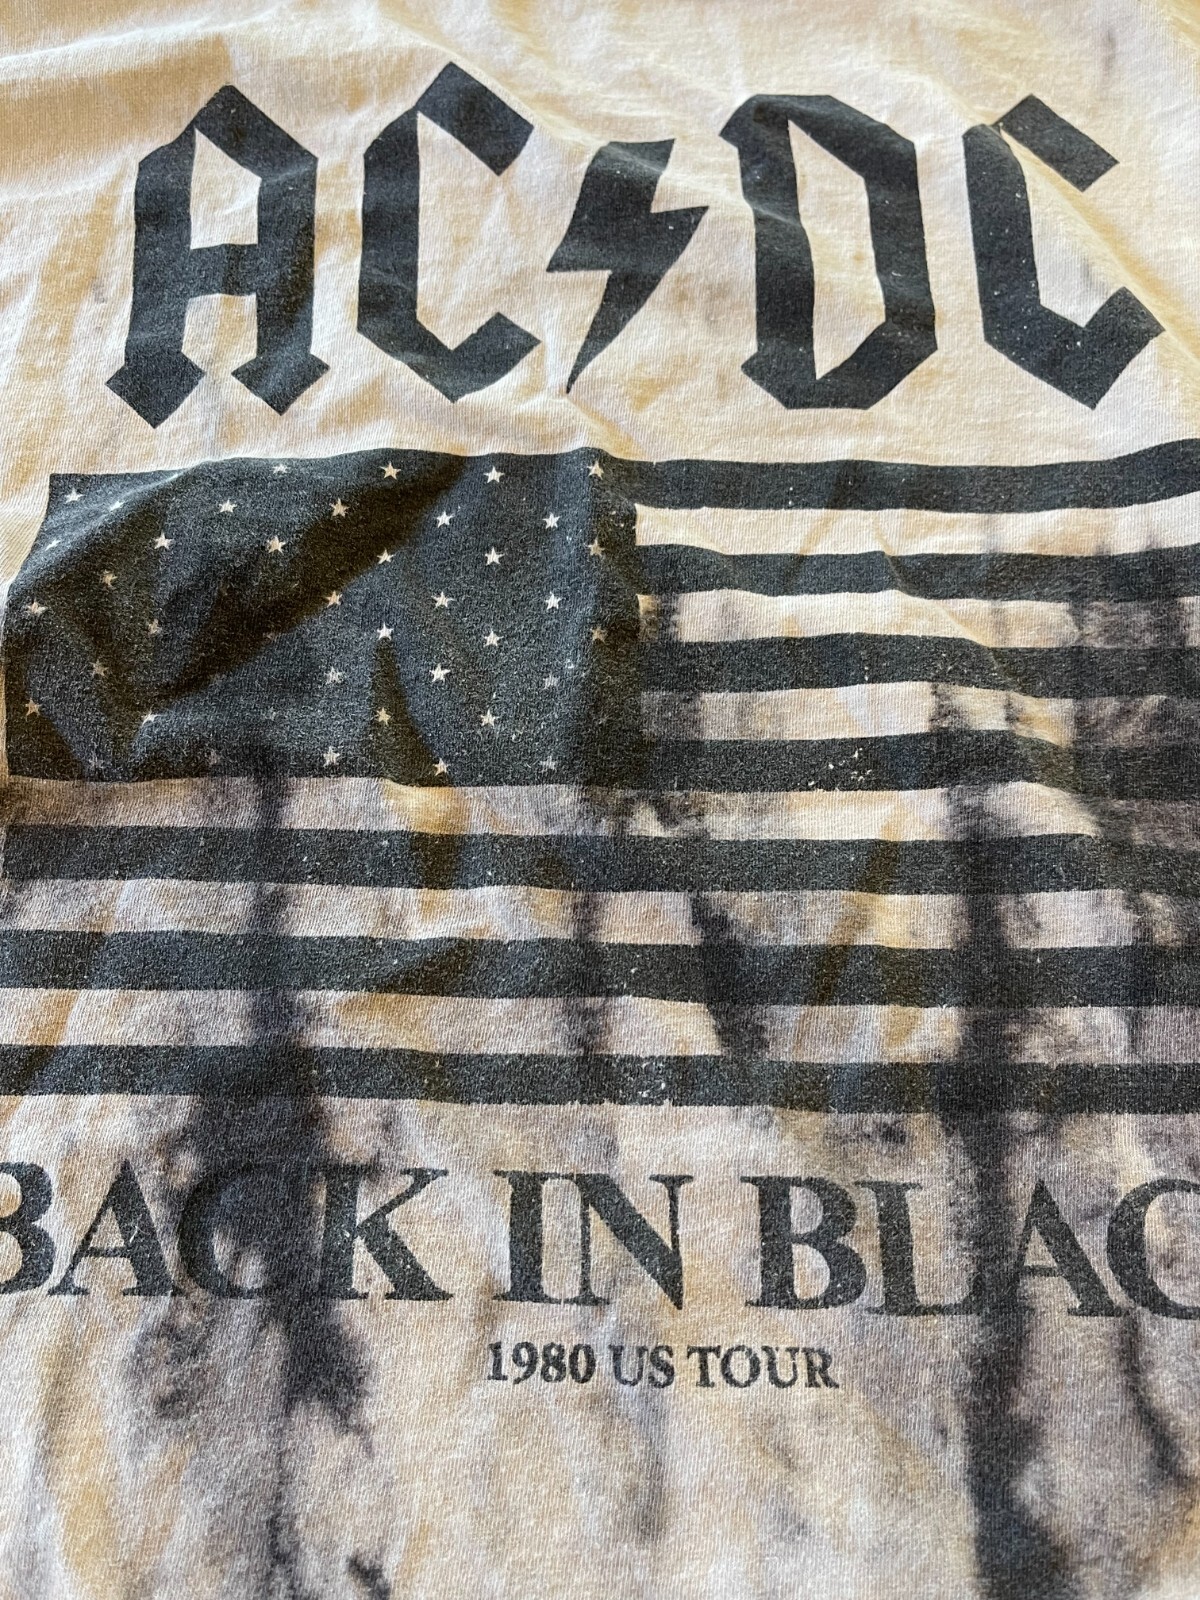 AC⚡DC
BACK IN BLAC
1980 US TOUR